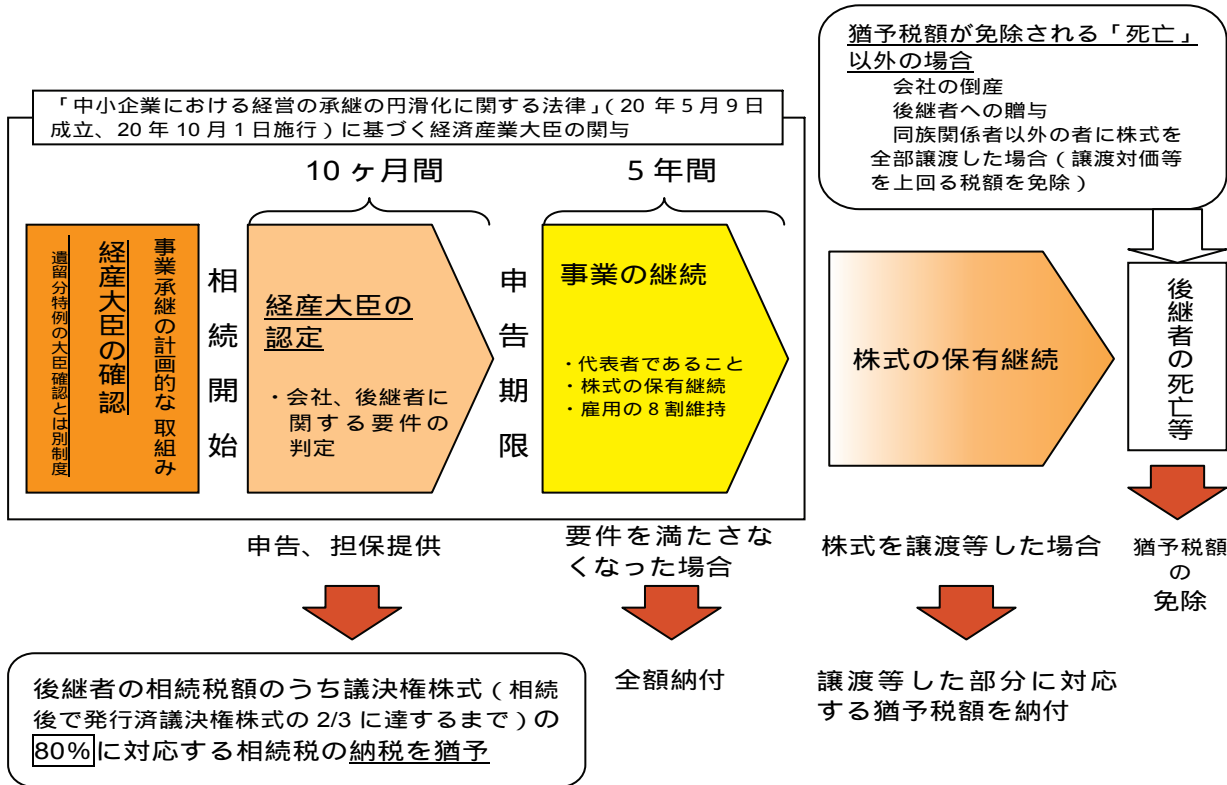 猶予税額が免除される「死亡」
以外の場合
会社の倒産
後継者への贈与
同族関係者以外の者に株式を
全部譲渡した場合（譲渡対価等
を上回る税額を免除）
「中小企業における経営の承継の円滑化に関する法律」（20 年 5 月 9 日
成立、20 年 10 月 1 日施行）に基づく経済産業大臣の関与
10 ヶ月間
5 年間
事業承継の計画的な 取組み
経産大臣の確認
遺留分特例の大臣確認とは別制度
相続開始
経産大臣の
認定
・会社、後継者に
関する要件の
判定
申告期限
事業の継続
・代表者であること
・株式の保有継続
・雇用の８割維持
株式の保有継続
後継者の死亡等
申告、担保提供
要件を満たさな
くなった場合
株式を譲渡等した場合
猶予税額
の
免除
後継者の相続税額のうち議決権株式（相続
後で発行済議決権株式の 2/3 に達するまで）の
80%に対応する相続税の納税を猶予
全額納付
譲渡等した部分に対応
する猶予税額を納付